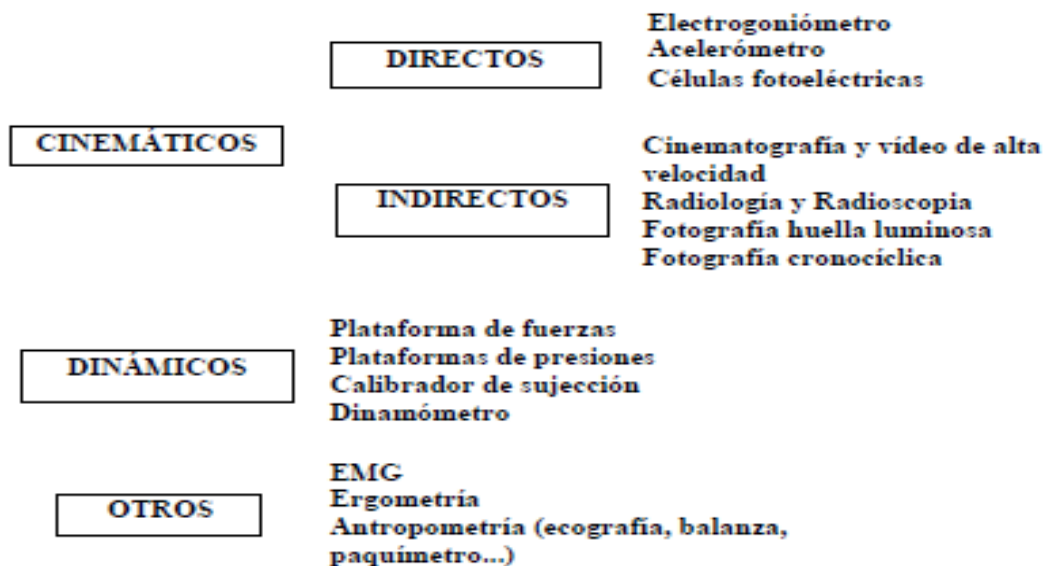 DIRECTOS
Electrogoniómetro
Acelerómetro
Células fotoeléctricas
CINEMÁTICOS
INDIRECTOS
Cinematografía y vídeo de alta
velocidad
Radiología y Radioscopia
Fotografía huella luminosa
Fotografía cronocíclica
DINÁMICOS
Plataforma de fuerzas
Plataformas de presiones
Calibrador de sujección
Dinamómetro
OTROS
EMG
Ergometría
Antropometría (ecografía, balanza,
paquímetro...)